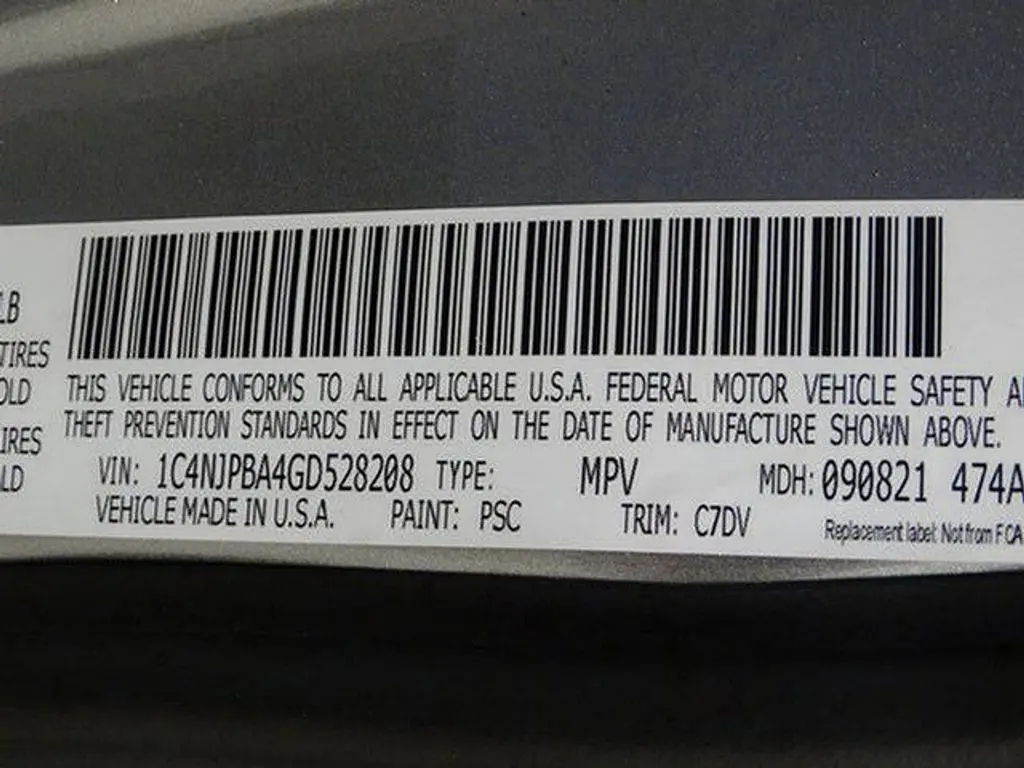 LB
TIRES
OLD
IRES
LD
THIS VEHICLE CONFORMS TO ALL APPLICABLE U.S.A. FEDERAL MOTOR VEHICLE SAFETY A
THEFT PREVENTION STANDARDS IN EFFECT ON THE DATE OF MANUFACTURE SHOWN ABOVE.
VIN: 1C4NJPBA4GD528208 TYPE: MPV MDH: 090821 474A
VEHICLE MADE IN U.S.A. PAINT: PSC TRIM: C7DV
Replacement label: Not from FCA